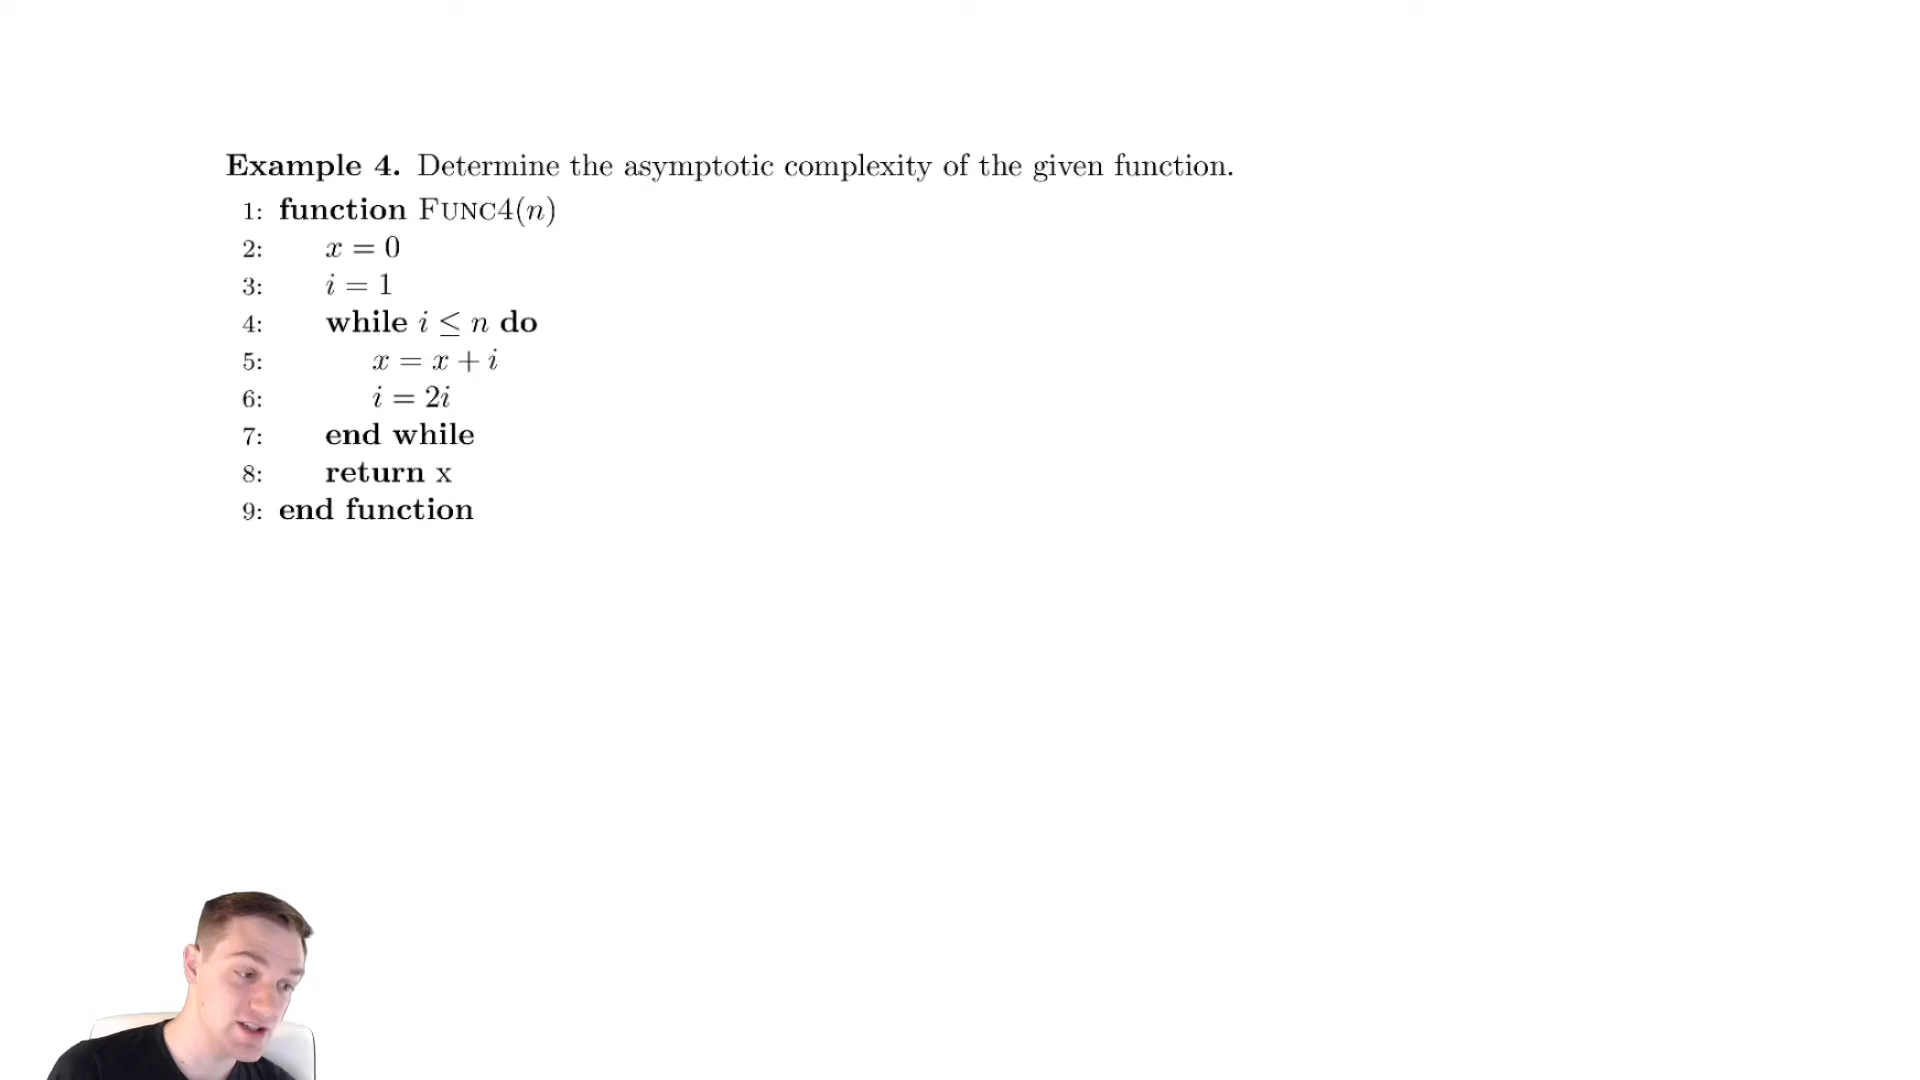 Example 4. Determine the asymptotic complexity of the given function.
1: function FUNC4(n)
2: x = 0
3: i = 1
4: while i ≤ n do
5: x = x + i
6: i = 2i
7: end while
8: return x
9: end function